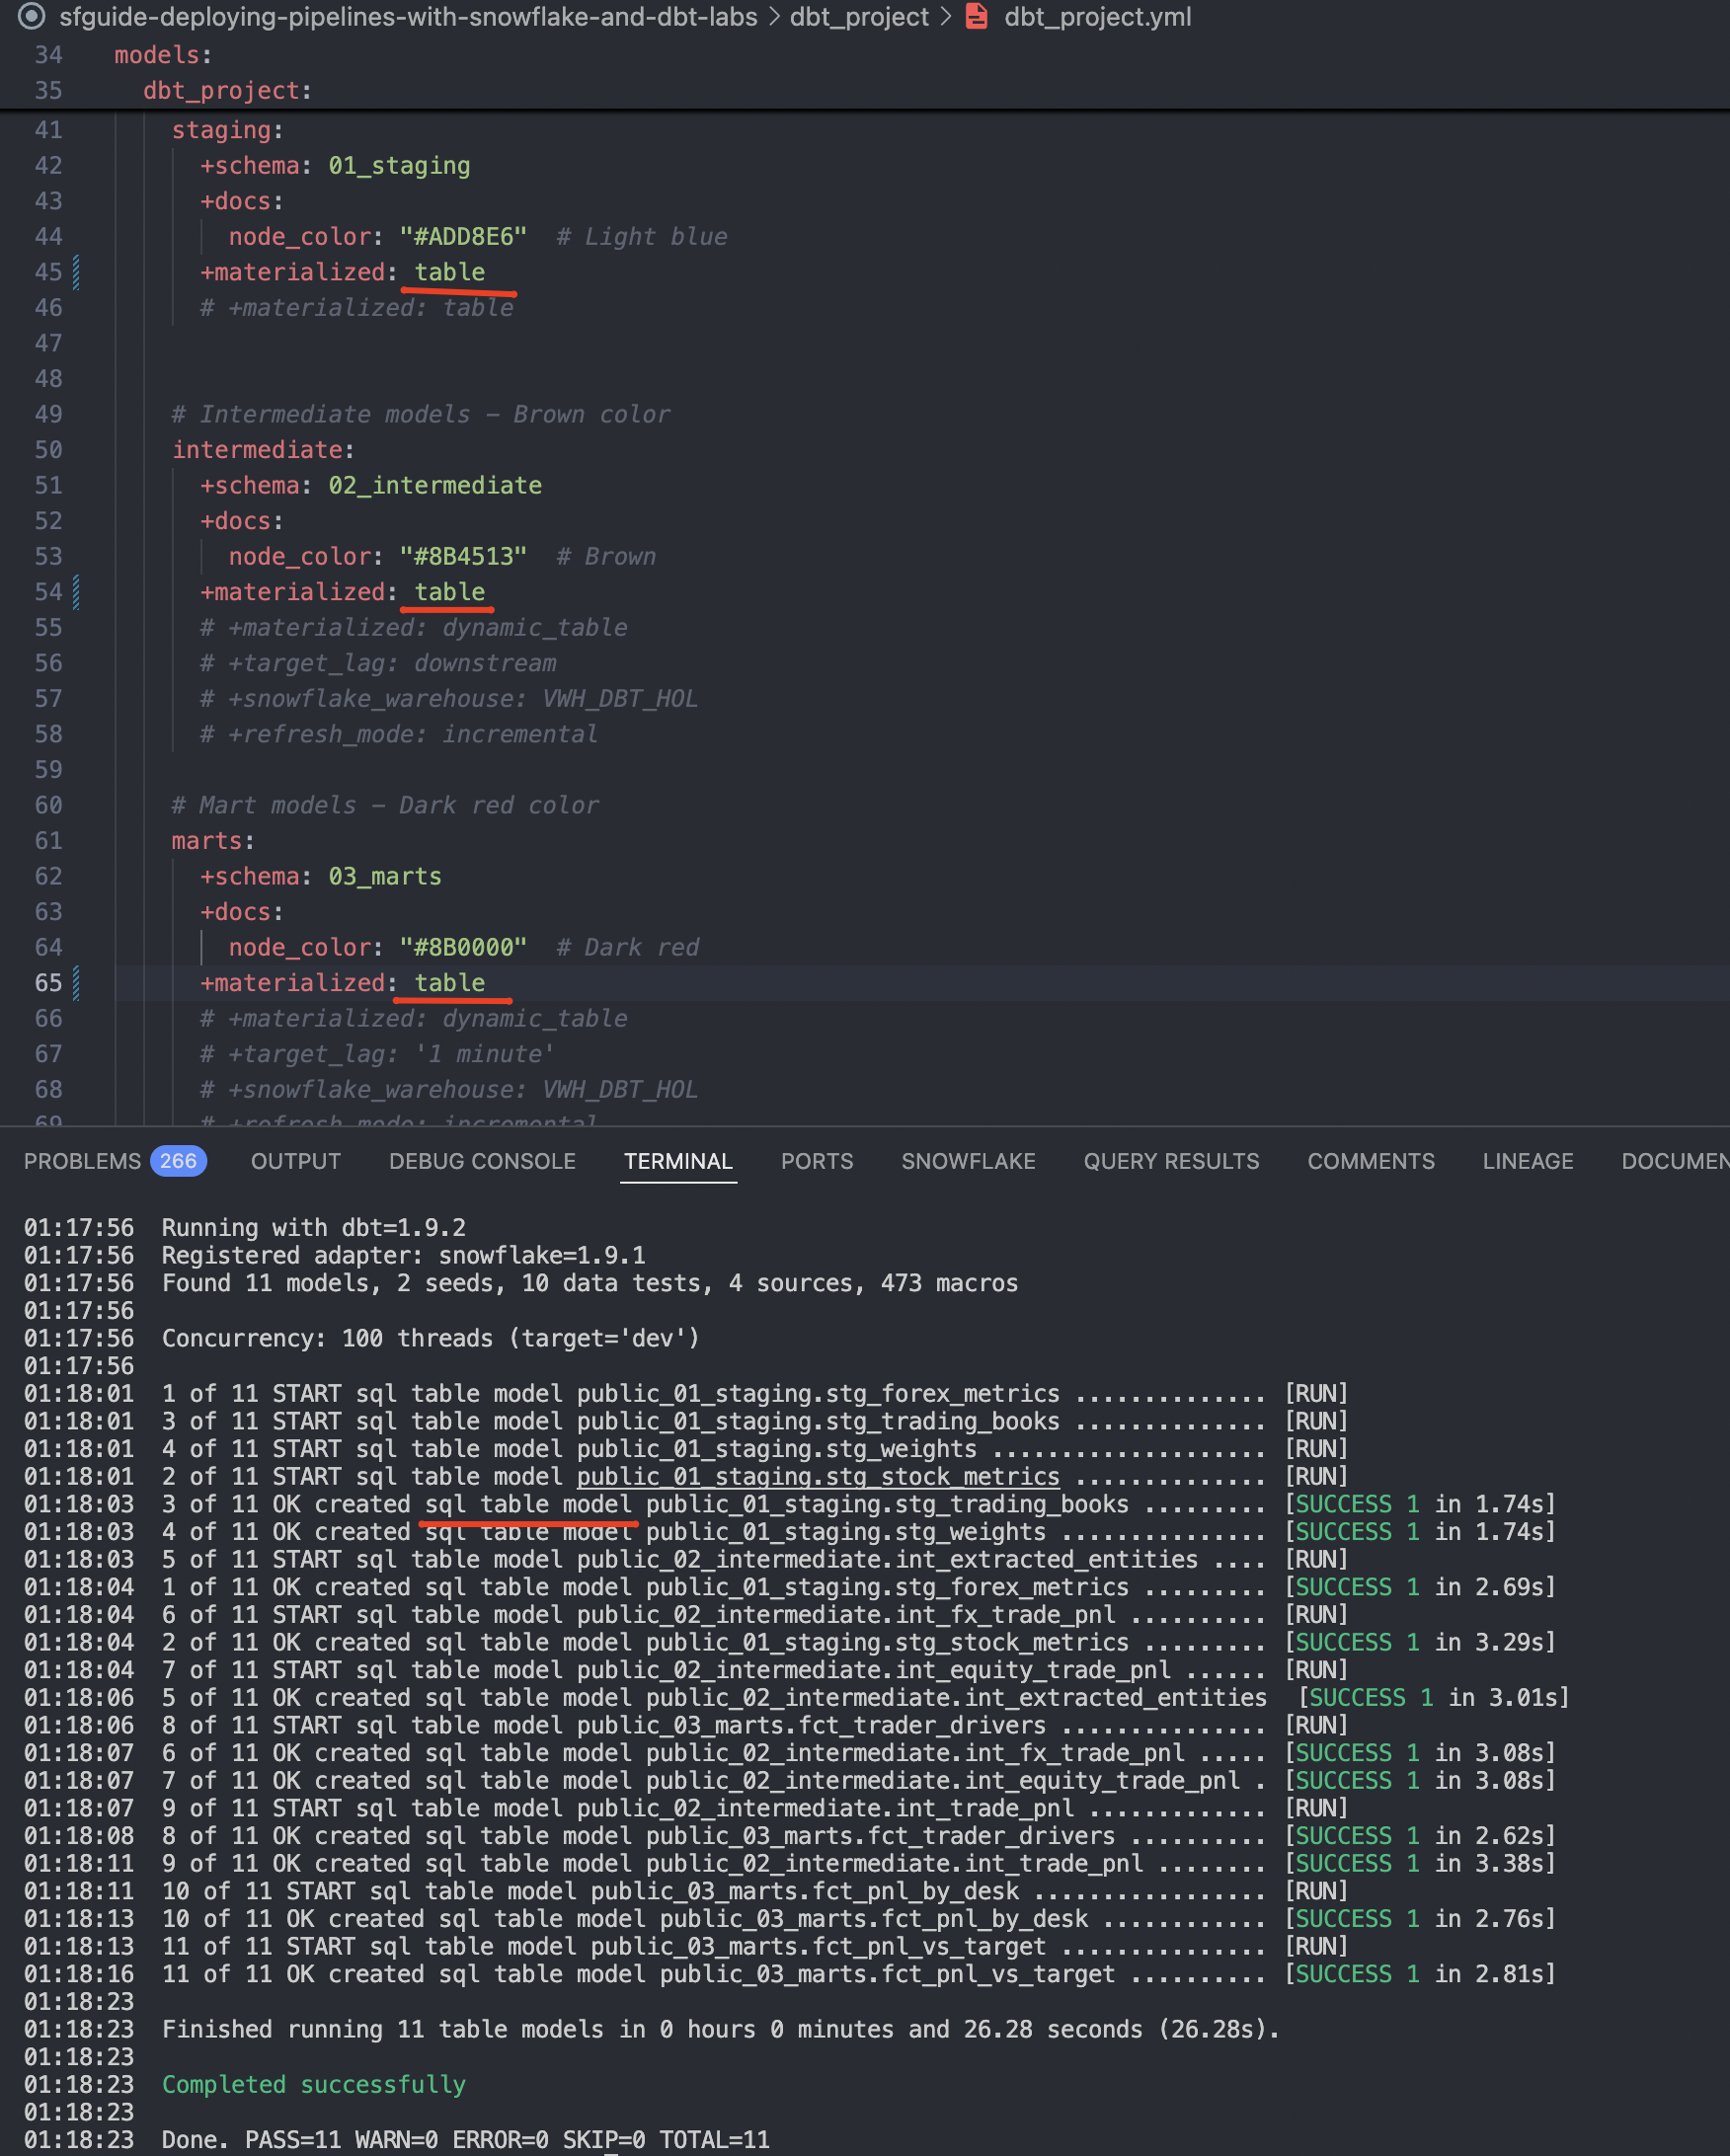 sfguide-deploying-pipelines-with-snowflake-and-dbt-labs > dbt_project > dbt_project.yml
34 models:
35 dbt_project:
41 staging:
42 +schema: 01_staging
43 +docs:
44 node_color: "#ADD8E6" # Light blue
45 +materialized: table
46 # +materialized: table
47
48
49 # Intermediate models – Brown color
50 intermediate:
51 +schema: 02_intermediate
52 +docs:
53 node_color: "#8B4513" # Brown
54 +materialized: table
55 # +materialized: dynamic_table
56 # +target_lag: downstream
57 # +snowflake_warehouse: VWH_DBT_HOL
58 # +refresh_mode: incremental
59
60 # Mart models – Dark red color
61 marts:
62 +schema: 03_marts
63 +docs:
64 node_color: "#8B0000" # Dark red
65 +materialized: table
66 # +materialized: dynamic_table
67 # +target_lag: '1 minute'
68 # +snowflake_warehouse: VWH_DBT_HOL
69 # +refresh_mode: incremental
PROBLEMS 266 OUTPUT DEBUG CONSOLE TERMINAL PORTS SNOWFLAKE QUERY RESULTS COMMENTS LINEAGE DOCUMEN
01:17:56 Running with dbt=1.9.2
01:17:56 Registered adapter: snowflake=1.9.1
01:17:56 Found 11 models, 2 seeds, 10 data tests, 4 sources, 473 macros
01:17:56
01:17:56 Concurrency: 100 threads (target='dev')
01:17:56
01:18:01 1 of 11 START sql table model public_01_staging.stg_forex_metrics .............. [RUN]
01:18:01 3 of 11 START sql table model public_01_staging.stg_trading_books .............. [RUN]
01:18:01 4 of 11 START sql table model public_01_staging.stg_weights .................... [RUN]
01:18:01 2 of 11 START sql table model public_01_staging.stg_stock_metrics .............. [RUN]
01:18:03 3 of 11 OK created sql table model public_01_staging.stg_trading_books ......... [SUCCESS 1 in 1.74s]
01:18:03 4 of 11 OK created sql table model public_01_staging.stg_weights ............... [SUCCESS 1 in 1.74s]
01:18:03 5 of 11 START sql table model public_02_intermediate.int_extracted_entities .... [RUN]
01:18:04 1 of 11 OK created sql table model public_01_staging.stg_forex_metrics ......... [SUCCESS 1 in 2.69s]
01:18:04 6 of 11 START sql table model public_02_intermediate.int_fx_trade_pnl .......... [RUN]
01:18:04 2 of 11 OK created sql table model public_01_staging.stg_stock_metrics ......... [SUCCESS 1 in 3.29s]
01:18:04 7 of 11 START sql table model public_02_intermediate.int_equity_trade_pnl ...... [RUN]
01:18:06 5 of 11 OK created sql table model public_02_intermediate.int_extracted_entities [SUCCESS 1 in 3.01s]
01:18:06 8 of 11 START sql table model public_03_marts.fct_trader_drivers ............... [RUN]
01:18:07 6 of 11 OK created sql table model public_02_intermediate.int_fx_trade_pnl ..... [SUCCESS 1 in 3.08s]
01:18:07 7 of 11 OK created sql table model public_02_intermediate.int_equity_trade_pnl . [SUCCESS 1 in 3.08s]
01:18:07 9 of 11 START sql table model public_02_intermediate.int_trade_pnl ............. [RUN]
01:18:08 8 of 11 OK created sql table model public_03_marts.fct_trader_drivers .......... [SUCCESS 1 in 2.62s]
01:18:11 9 of 11 OK created sql table model public_02_intermediate.int_trade_pnl ........ [SUCCESS 1 in 3.38s]
01:18:11 10 of 11 START sql table model public_03_marts.fct_pnl_by_desk ................. [RUN]
01:18:13 10 of 11 OK created sql table model public_03_marts.fct_pnl_by_desk ............ [SUCCESS 1 in 2.76s]
01:18:13 11 of 11 START sql table model public_03_marts.fct_pnl_vs_target ............... [RUN]
01:18:16 11 of 11 OK created sql table model public_03_marts.fct_pnl_vs_target .......... [SUCCESS 1 in 2.81s]
01:18:23
01:18:23 Finished running 11 table models in 0 hours 0 minutes and 26.28 seconds (26.28s).
01:18:23
01:18:23 Completed successfully
01:18:23
01:18:23 Done. PASS=11 WARN=0 ERROR=0 SKIP=0 TOTAL=11